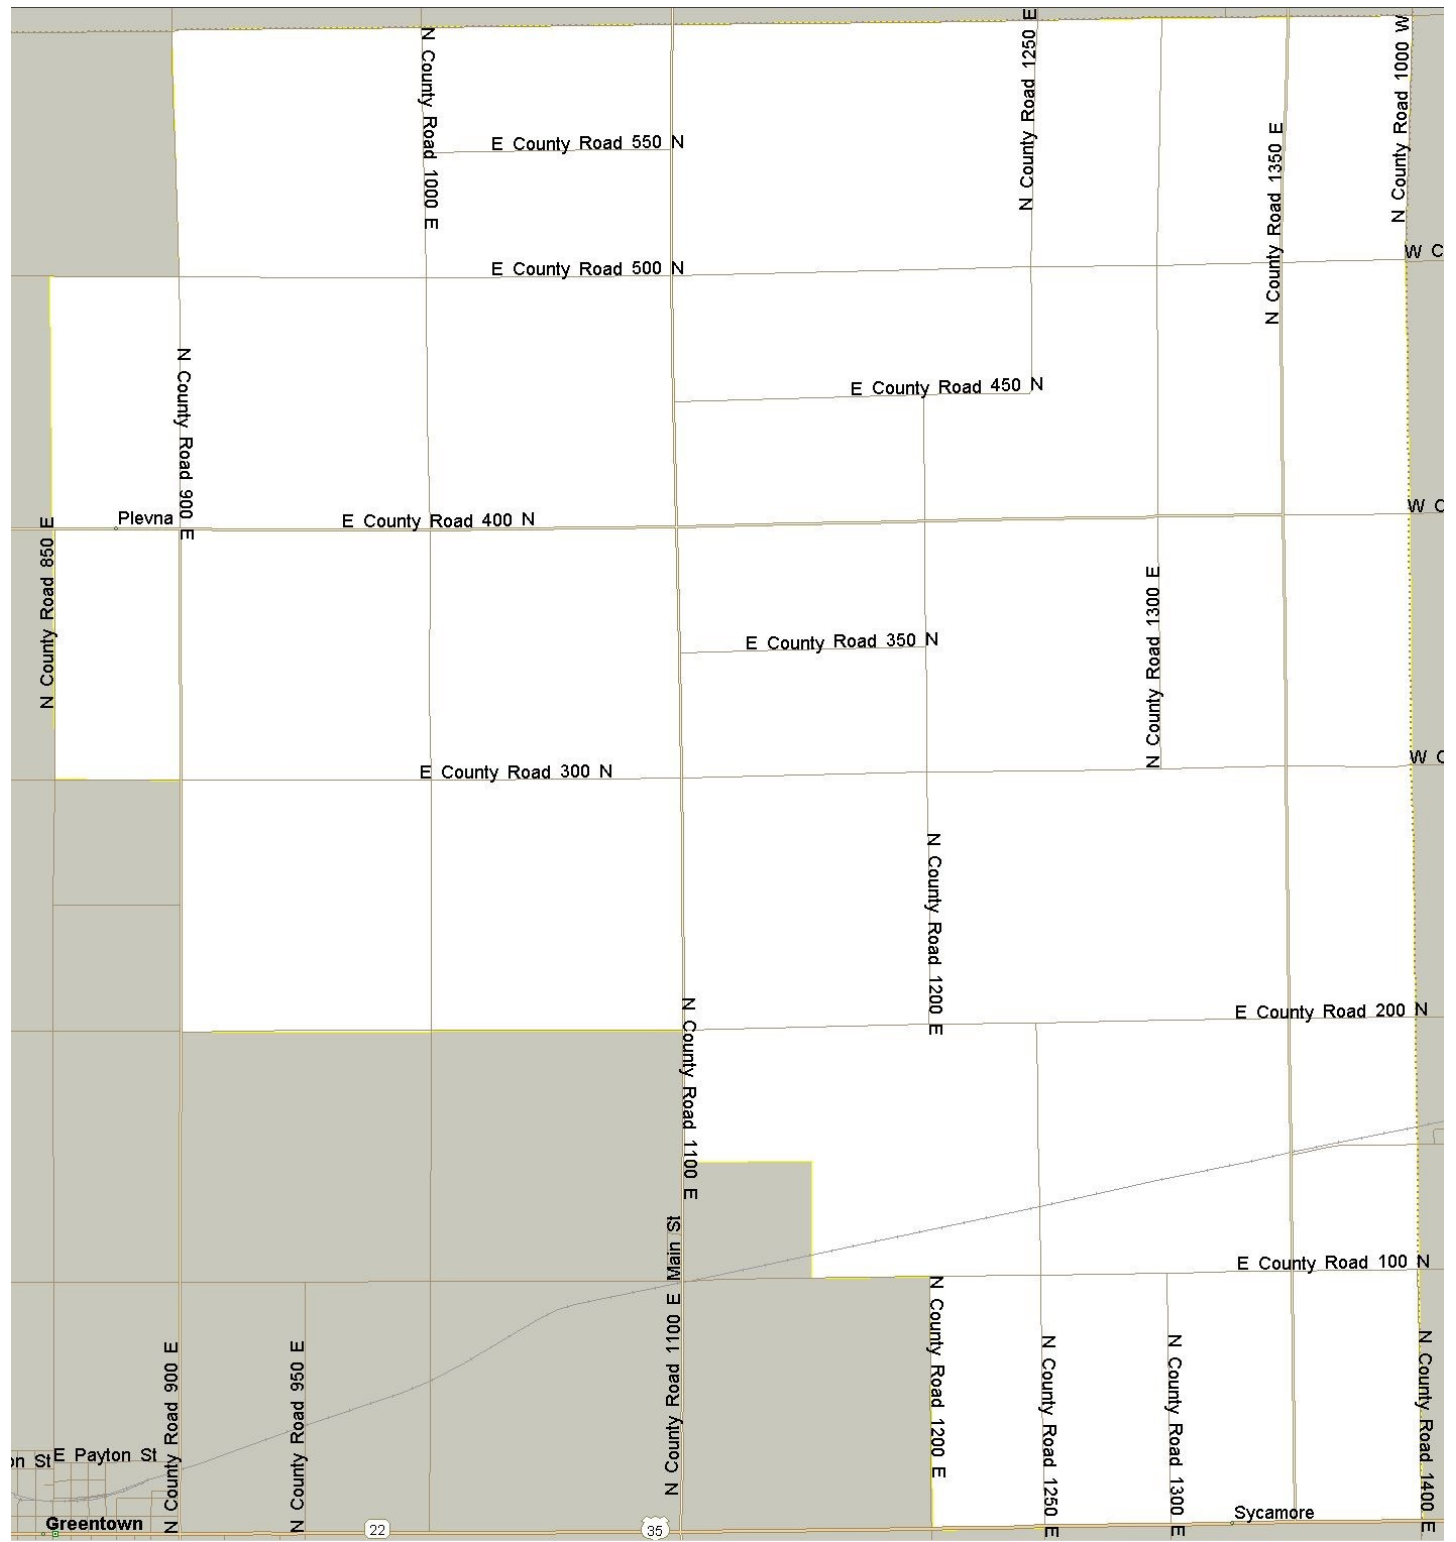 N County Road 1000 E
N County Road 1250 E
N County Road 1000 W
N County Road 1350 E
E County Road 550 N
E County Road 500 N
W C
N County Road 900 E
E County Road 450 N
Plevna
E County Road 400 N
W C
N County Road 850 E
N County Road 1300 E
E County Road 350 N
E County Road 300 N
W C
N County Road 1200 E
N County Road 1100 E
E County Road 200 N
Main St
E County Road 100 N
N County Road 900 E
N County Road 950 E
N County Road 1100 E
N County Road 1200 E
N County Road 1250 E
N County Road 1300 E
N County Road 1400 E
on St
E Payton St
Greentown
22
35
Sycamore